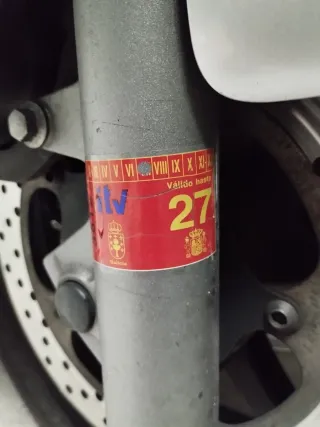 IV V VI VIII IX X XI
Válido hasta
27
itv